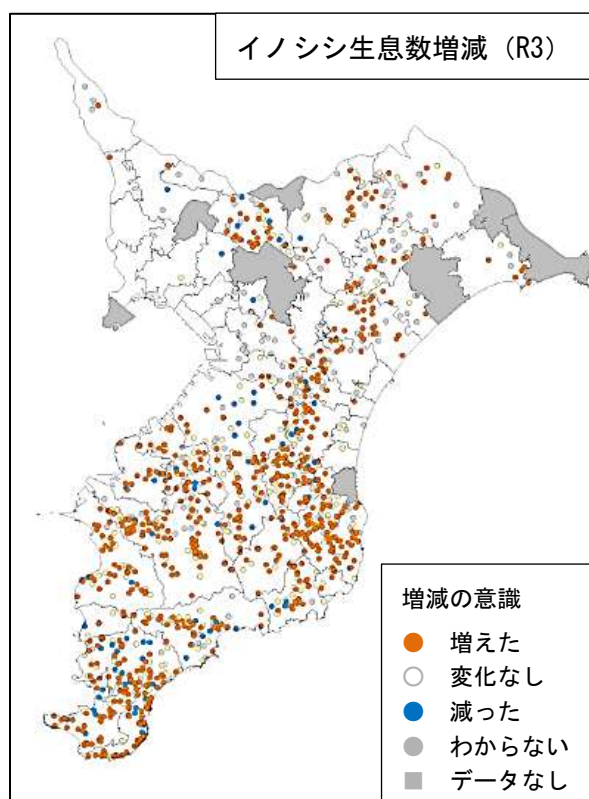 イノシシ生息数増減（R3）
増減の意識
増えた
変化なし
減った
わからない
データなし